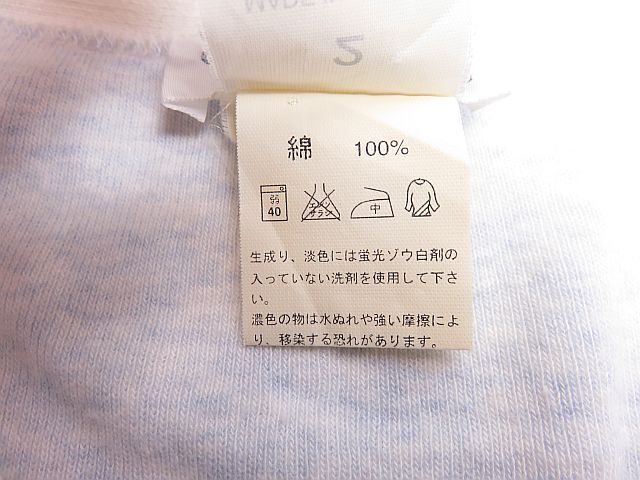 MADE IN
2
綿 100%
40
エンソ
サラシ
中
生成り、淡色には蛍光ゾウ白剤の
入っていない洗剤を使用して下さ
い。
濃色の物は水ぬれや強い摩擦によ
り、移染する恐れがあります。